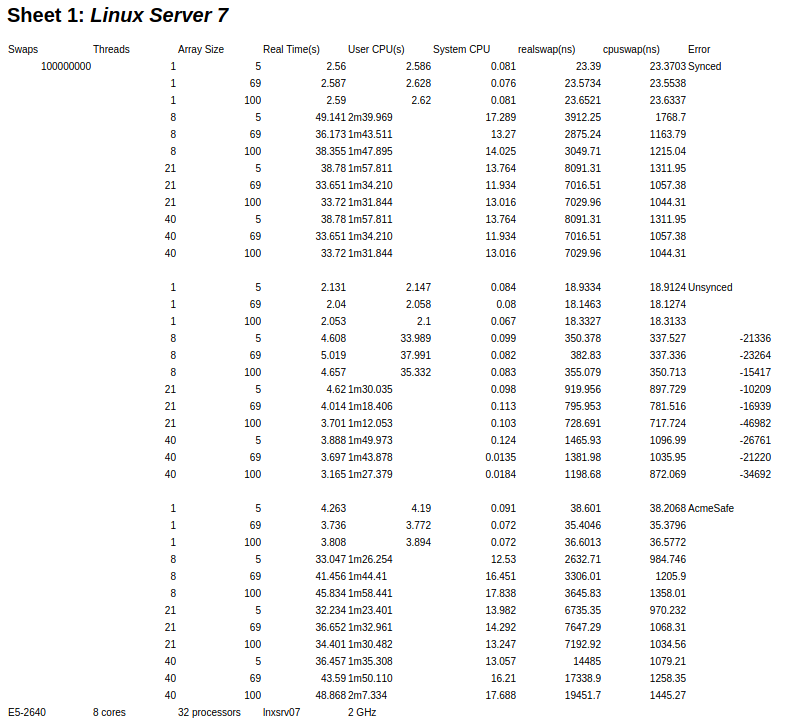 Sheet 1: Linux Server 7
Swaps Threads Array Size Real Time(s) User CPU(s) System CPU realswap(ns) cpuswap(ns) Error
100000000 1 5 2.56 2.586 0.081 23.39 23.3703 Synced
1 69 2.587 2.628 0.076 23.5734 23.5538
1 100 2.59 2.62 0.081 23.6521 23.6337
8 5 49.141 2m39.969 17.289 3912.25 1768.7
8 69 36.173 1m43.511 13.27 2875.24 1163.79
8 100 38.355 1m47.895 14.025 3049.71 1215.04
21 5 38.78 1m57.811 13.764 8091.31 1311.95
21 69 33.651 1m34.210 11.934 7016.51 1057.38
21 100 33.72 1m31.844 13.016 7029.96 1044.31
40 5 38.78 1m57.811 13.764 8091.31 1311.95
40 69 33.651 1m34.210 11.934 7016.51 1057.38
40 100 33.72 1m31.844 13.016 7029.96 1044.31
1 5 2.131 2.147 0.084 18.9334 18.9124 Unsynced
1 69 2.04 2.058 0.08 18.1463 18.1274
1 100 2.053 2.1 0.067 18.3327 18.3133
8 5 4.608 33.989 0.099 350.378 337.527 -21336
8 69 5.019 37.991 0.082 382.83 337.336 -23264
8 100 4.657 35.332 0.083 355.079 350.713 -15417
21 5 4.62 1m30.035 0.098 919.956 897.729 -10209
21 69 4.014 1m18.406 0.113 795.953 781.516 -16939
21 100 3.701 1m12.053 0.103 728.691 717.724 -46982
40 5 3.888 1m49.973 0.124 1465.93 1096.99 -26761
40 69 3.697 1m43.878 0.0135 1381.98 1035.95 -21220
40 100 3.165 1m27.379 0.0184 1198.68 872.069 -34692
1 5 4.263 4.19 0.091 38.601 38.2068 AcmeSafe
1 69 3.736 3.772 0.072 35.4046 35.3796
1 100 3.808 3.894 0.072 36.6013 36.5772
8 5 33.047 1m26.254 12.53 2632.71 984.746
8 69 41.456 1m44.41 16.451 3306.01 1205.9
8 100 45.834 1m58.441 17.838 3645.83 1358.01
21 5 32.234 1m23.401 13.982 6735.35 970.232
21 69 36.652 1m32.961 14.292 7647.29 1068.31
21 100 34.401 1m30.482 13.247 7192.92 1034.56
40 5 36.457 1m35.308 13.057 14485 1079.21
40 69 43.59 1m50.110 16.21 17338.9 1258.35
40 100 48.868 2m7.334 17.688 19451.7 1445.27
E5-2640 8 cores 32 processors lnxsrv07 2 GHz